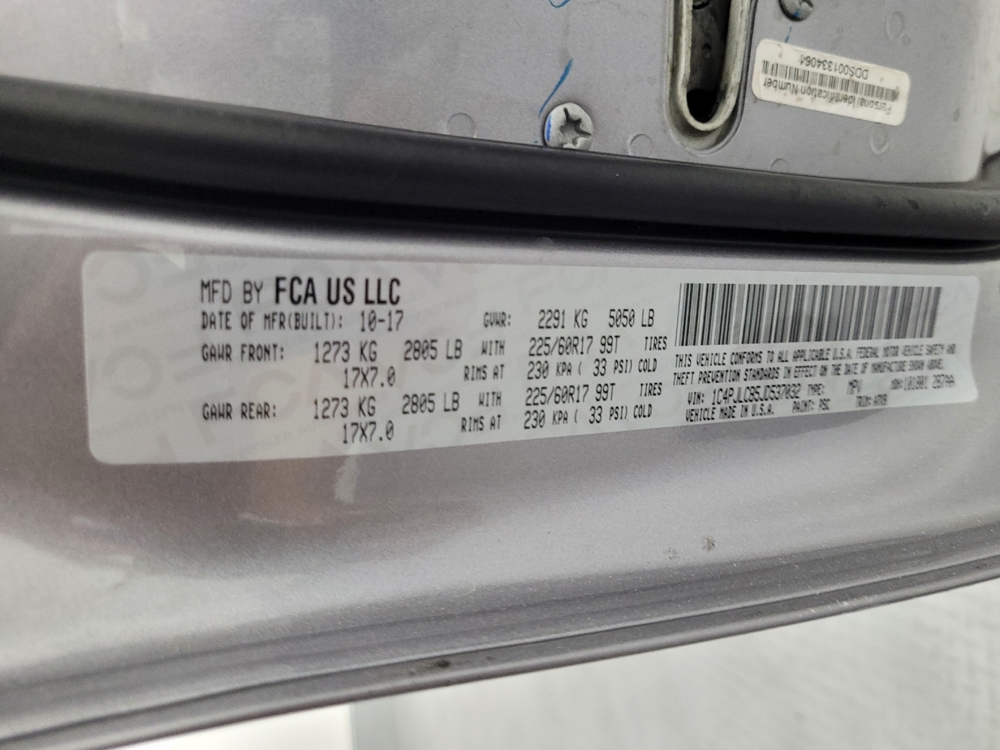 Personal Identification Number
DDS00133406
MFD BY FCA US LLC
DATE OF MFR(BUILT): 10-17 GVWR: 2291 KG 5050 LB
GAWR FRONT: 1273 KG 2805 LB WITH 225/60R17 99T TIRES
17X7.0 RIMS AT 230 KPA ( 33 PSI) COLD
GAWR REAR: 1273 KG 2805 LB WITH 225/60R17 99T TIRES
17X7.0 RIMS AT 230 KPA ( 33 PSI) COLD
THIS VEHICLE CONFORMS TO ALL APPLICABLE U.S.A. FEDERAL MOTOR VEHICLE SAFETY AND
THEFT PREVENTION STANDARDS IN EFFECT ON THE DATE OF MANUFACTURE SHOWN ABOVE.
VIN: 1C4PJLCB5JD537032 TYPE: MPV
VEHICLE MADE IN U.S.A. PAINT: PSC TRIM: